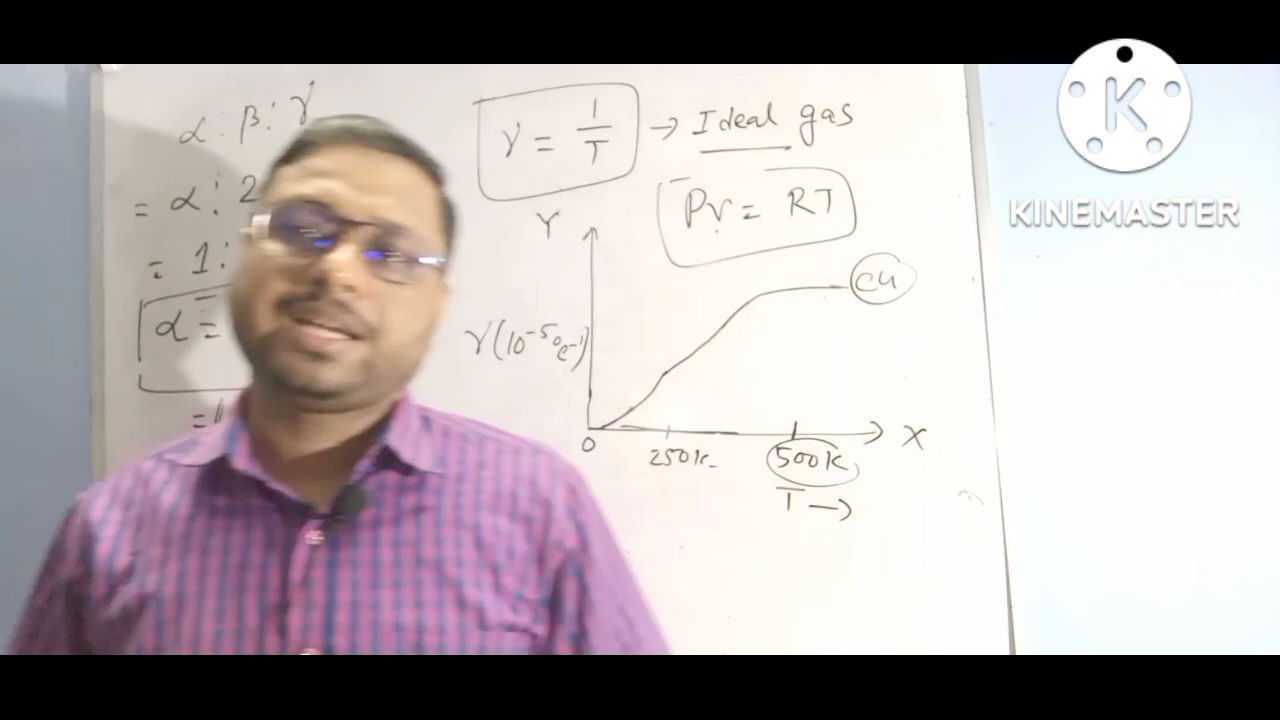 α : β : γ
= α : 2
= 1 :
α =
=
γ = 1/T → Ideal gas
PV = RT
Y
Cu
γ (10⁻⁵ °C⁻¹)
0
250K
500K
X
T →
K
KINEMASTER